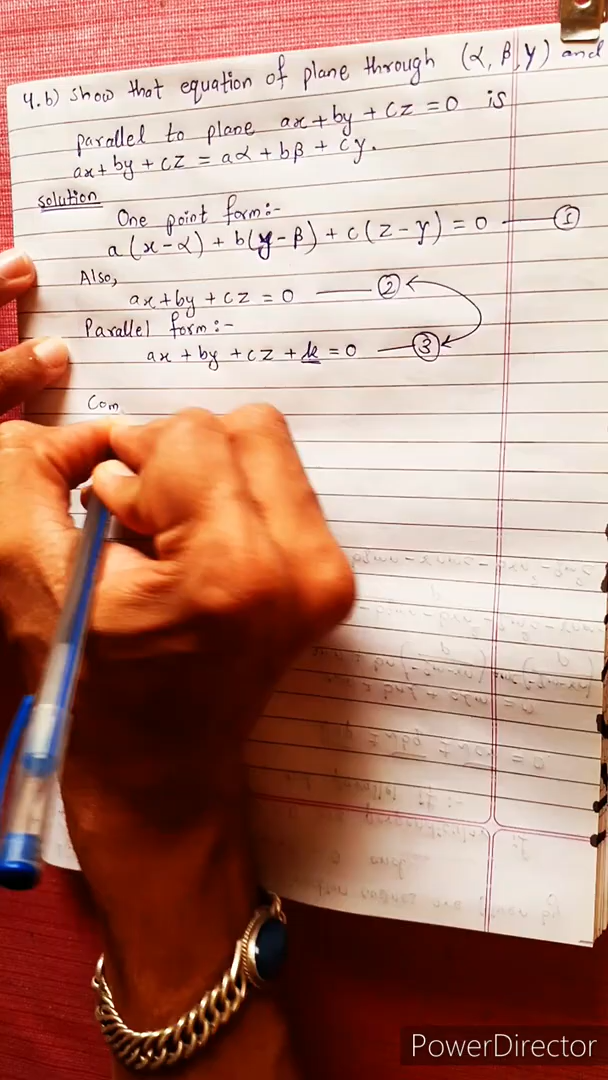 4.b) Show that equation of plane through (α, β, γ) and
parallel to plane ax + by + cz = 0 is
ax + by + cz = aα + bβ + cγ.
solution
One point form:-
a(x-α) + b(y-β) + c(z-γ) = 0 —— ①
Also,
ax + by + cz = 0 —— ②
Parallel form:-
ax + by + cz + k = 0 — ③
Com
PowerDirector